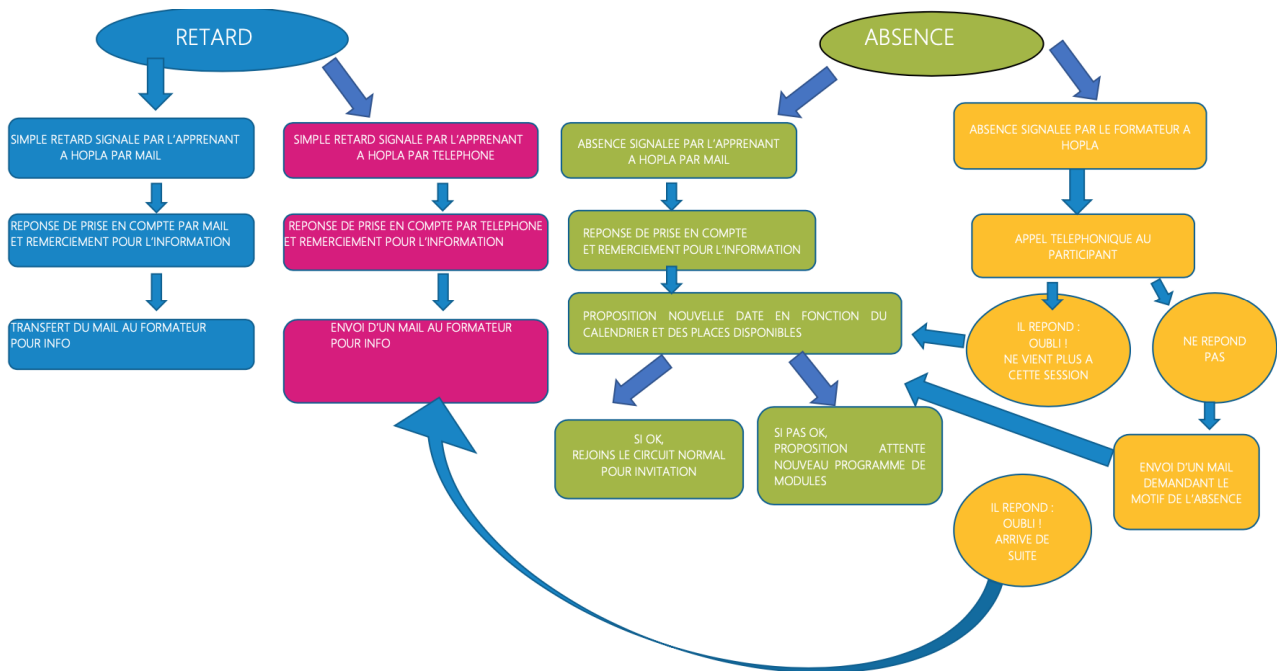 RETARD
ABSENCE
SIMPLE RETARD SIGNALE PAR L'APPRENANT
A HOPLA PAR MAIL
SIMPLE RETARD SIGNALE PAR L'APPRENANT
A HOPLA PAR TELEPHONE
ABSENCE SIGNALEE PAR L'APPRENANT
A HOPLA PAR MAIL
ABSENCE SIGNALEE PAR LE FORMATEUR A
HOPLA
REPONSE DE PRISE EN COMPTE PAR MAIL
ET REMERCIEMENT POUR L'INFORMATION
REPONSE DE PRISE EN COMPTE PAR TELEPHONE
ET REMERCIEMENT POUR L'INFORMATION
REPONSE DE PRISE EN COMPTE
ET REMERCIEMENT POUR L'INFORMATION
APPEL TELEPHONIQUE AU
PARTICIPANT
TRANSFERT DU MAIL AU FORMATEUR
POUR INFO
ENVOI D'UN MAIL AU FORMATEUR
POUR INFO
PROPOSITION NOUVELLE DATE EN FONCTION DU
CALENDRIER ET DES PLACES DISPONIBLES
IL REPOND :
OUBLI !
NE VIENT PLUS A
CETTE SESSION
NE REPOND
PAS
SI OK,
REJOINS LE CIRCUIT NORMAL
POUR INVITATION
SI PAS OK,
PROPOSITION ATTENTE
NOUVEAU PROGRAMME DE
MODULES
ENVOI D'UN MAIL
DEMANDANT LE
MOTIF DE L'ABSENCE
IL REPOND :
OUBLI !
ARRIVE DE
SUITE